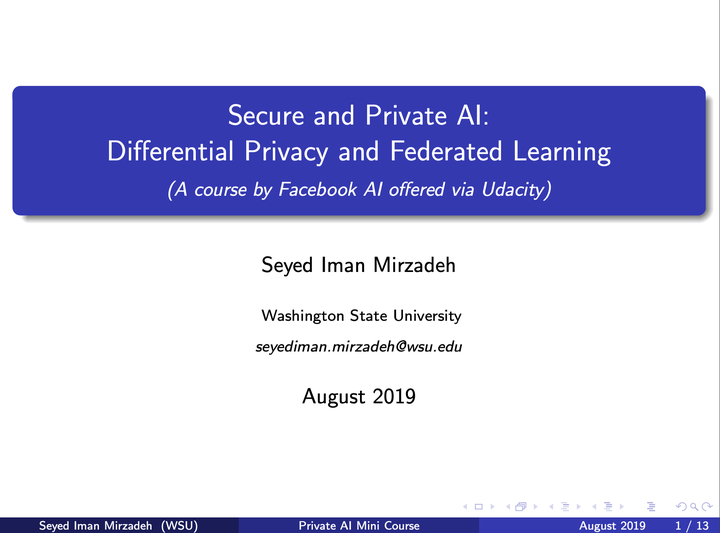 Secure and Private AI:
Differential Privacy and Federated Learning
(A course by Facebook AI offered via Udacity)
Seyed Iman Mirzadeh
Washington State University
seyediman.mirzadeh@wsu.edu
August 2019
Seyed Iman Mirzadeh (WSU) Private AI Mini Course August 2019 1 / 13